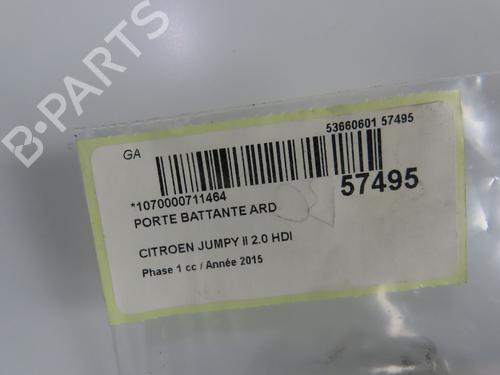 B-PARTS
53660601 57495
GA
*1070000711464
57495
PORTE BATTANTE ARD
CITROEN JUMPY II 2.0 HDI
Phase 1 cc / Année 2015